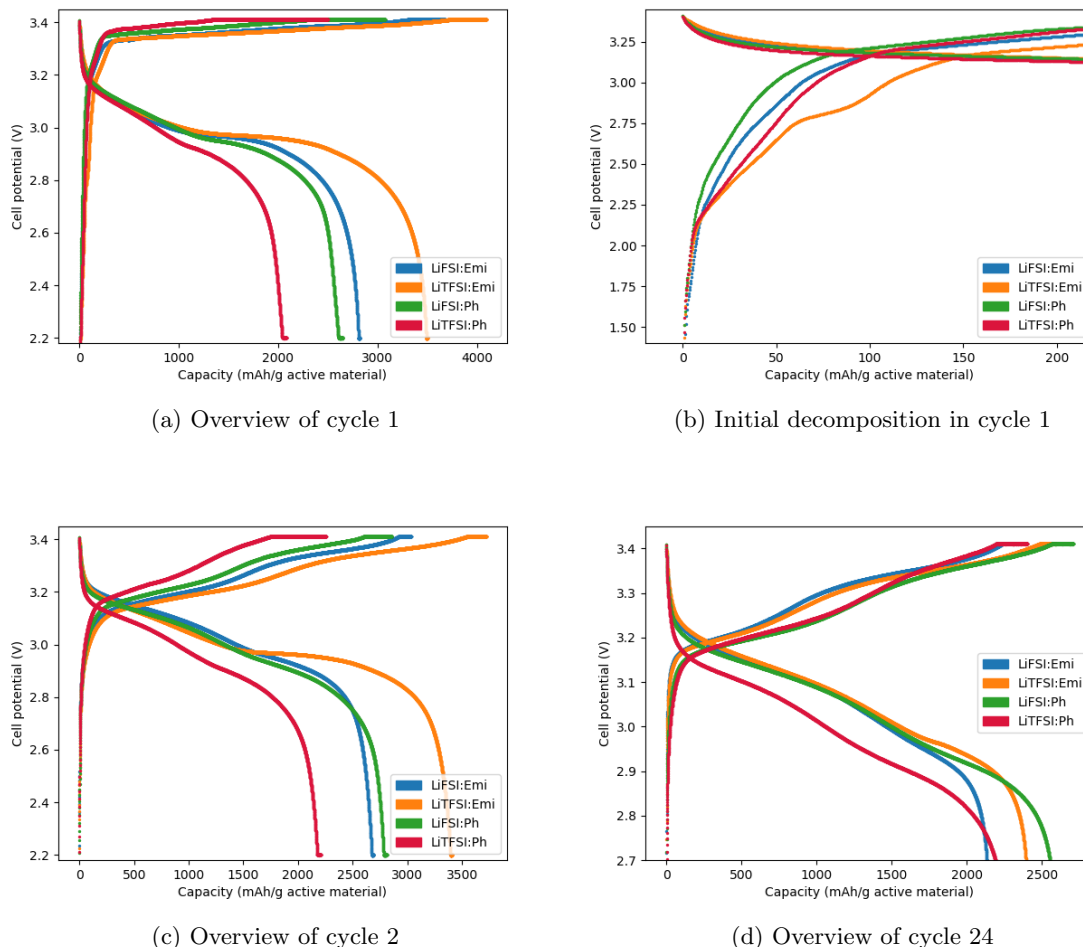 3.4
3.2
3.0
2.8
2.6
2.4
2.2
Cell potential (V)
0 1000 2000 3000 4000
Capacity (mAh/g active material)
LiFSI:Emi
LiTFSI:Emi
LiFSI:Ph
LiTFSI:Ph
(a) Overview of cycle 1
3.25
3.00
2.75
2.50
2.25
2.00
1.75
1.50
Cell potential (V)
0 50 100 150 200
Capacity (mAh/g active material)
LiFSI:Emi
LiTFSI:Emi
LiFSI:Ph
LiTFSI:Ph
(b) Initial decomposition in cycle 1
3.4
3.2
3.0
2.8
2.6
2.4
2.2
Cell potential (V)
0 500 1000 1500 2000 2500 3000 3500
Capacity (mAh/g active material)
LiFSI:Emi
LiTFSI:Emi
LiFSI:Ph
LiTFSI:Ph
(c) Overview of cycle 2
3.4
3.3
3.2
3.1
3.0
2.9
2.8
2.7
Cell potential (V)
0 500 1000 1500 2000 2500
Capacity (mAh/g active material)
LiFSI:Emi
LiTFSI:Emi
LiFSI:Ph
LiTFSI:Ph
(d) Overview of cycle 24